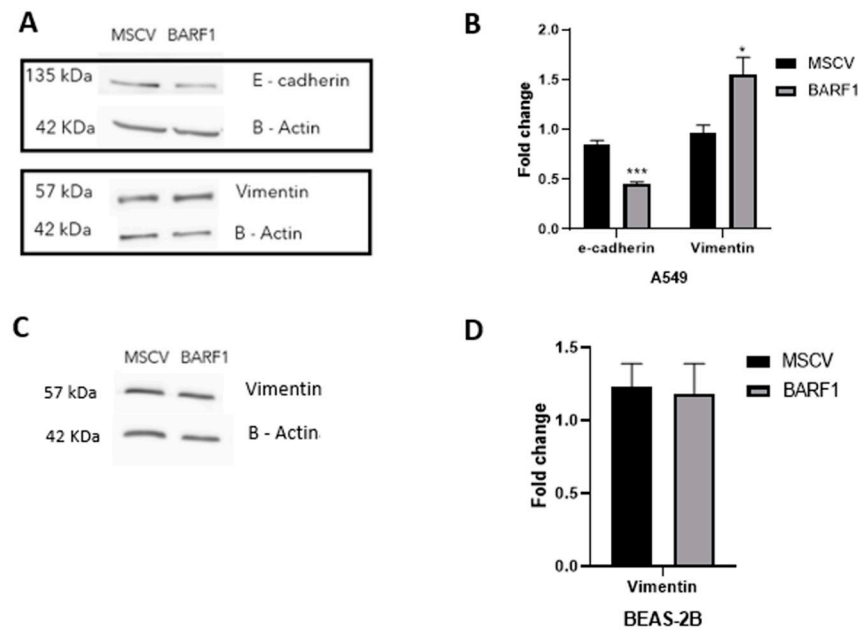 A
MSCV BARF1
135 kDa E - cadherin
42 KDa B - Actin
57 kDa Vimentin
42 kDa B - Actin
B
Fold change
2.0
1.5
1.0
0.5
0.0
*
***
e-cadherin Vimentin
A549
MSCV
BARF1
C
MSCV BARF1
57 kDa Vimentin
42 KDa B - Actin
D
Fold change
1.5
1.0
0.5
0.0
Vimentin
BEAS-2B
MSCV
BARF1